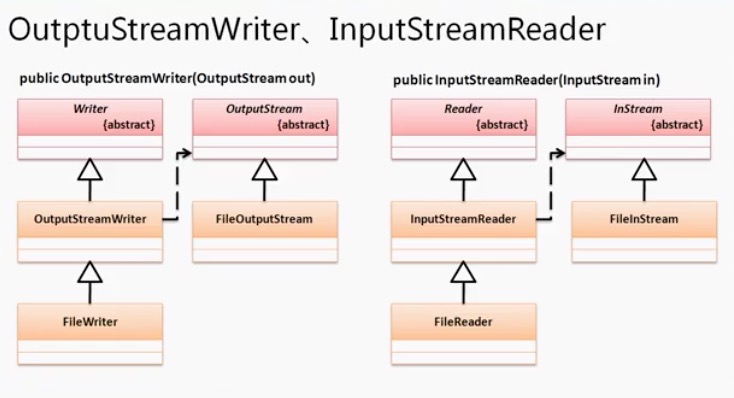 OutptuStreamWriter、InputStreamReader
public OutputStreamWriter(OutputStream out)
Writer
{abstract}
OutputStream
{abstract}
OutputStreamWriter
FileOutputStream
FileWriter
public InputStreamReader(InputStream in)
Reader
{abstract}
InStream
{abstract}
InputStreamReader
FileInStream
FileReader